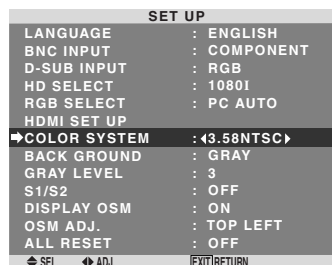 SET UP
LANGUAGE : ENGLISH
BNC INPUT : COMPONENT
D-SUB INPUT : RGB
HD SELECT : 1080I
RGB SELECT : PC AUTO
HDMI SET UP
➡COLOR SYSTEM : ◀3.58NTSC▶
BACK GROUND : GRAY
GRAY LEVEL : 3
S1/S2 : OFF
DISPLAY OSM : ON
OSM ADJ. : TOP LEFT
ALL RESET : OFF
SEL. ◀▶ ADJ. EXIT RETURN